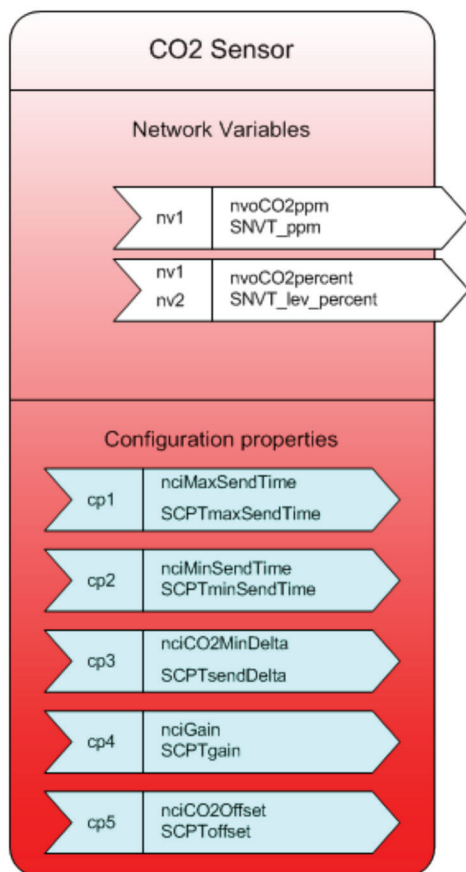 CO2 Sensor
Network Variables
nv1
nvoCO2ppm
SNVT_ppm
nv1
nv2
nvoCO2percent
SNVT_lev_percent
Configuration properties
cp1
nciMaxSendTime
SCPTmaxSendTime
cp2
nciMinSendTime
SCPTminSendTime
cp3
nciCO2MinDelta
SCPTsendDelta
cp4
nciGain
SCPTgain
cp5
nciCO2Offset
SCPToffset